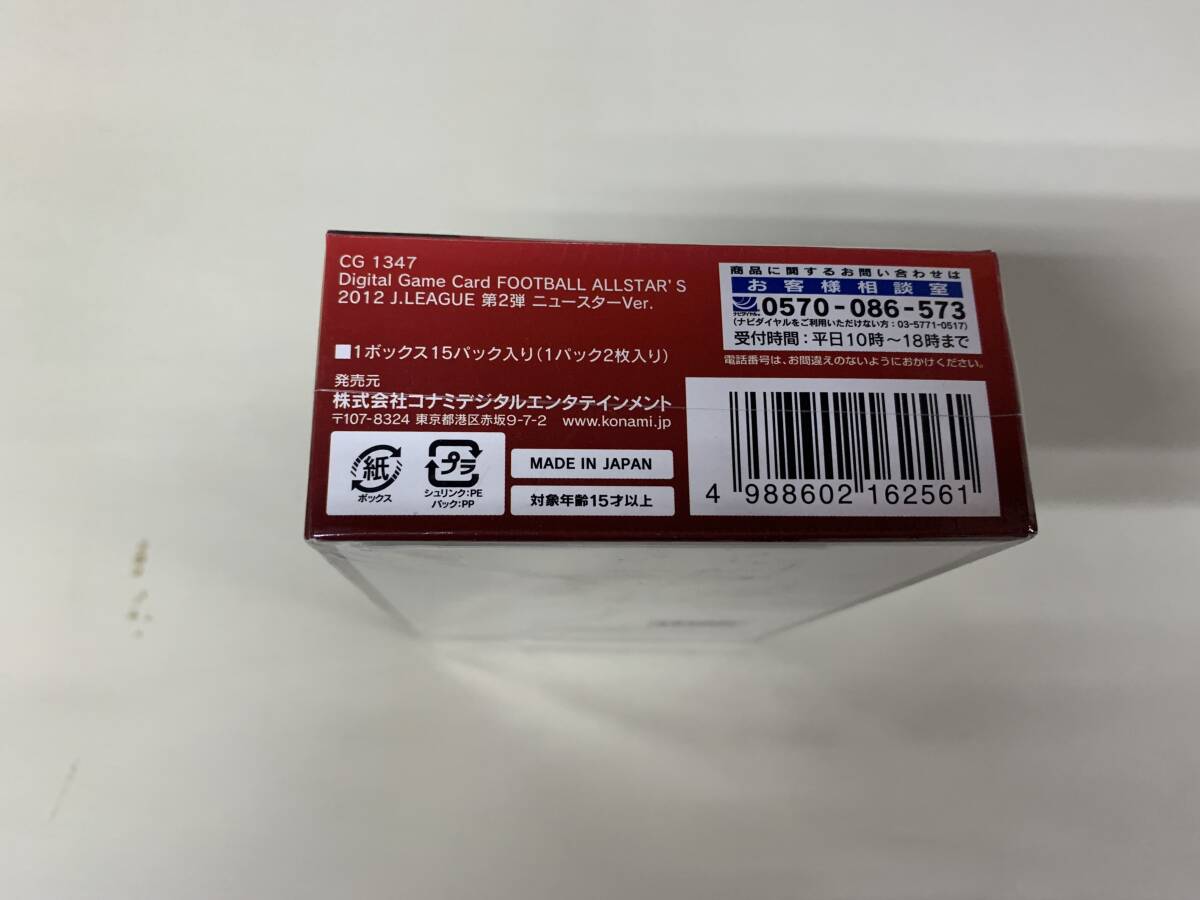 CG 1347
Digital Game Card FOOTBALL ALLSTAR'S
2012 J.LEAGUE 第2弾 ニュースターVer.
■1ボックス15パック入り(1パック2枚入り)
発売元
株式会社コナミデジタルエンタテインメント
〒107-8324 東京都港区赤坂9-7-2 www.konami.jp
紙
ボックス
プラ
シュリンク:PE
パック:PP
MADE IN JAPAN
対象年齢15才以上
商品に関するお問い合わせは
お客様相談室
ナビダイヤル
0570-086-573
(ナビダイヤルをご利用いただけない方:03-5771-0517)
受付時間:平日10時～18時まで
電話番号は、お間違えのないようにおかけください。
4 988602 162561